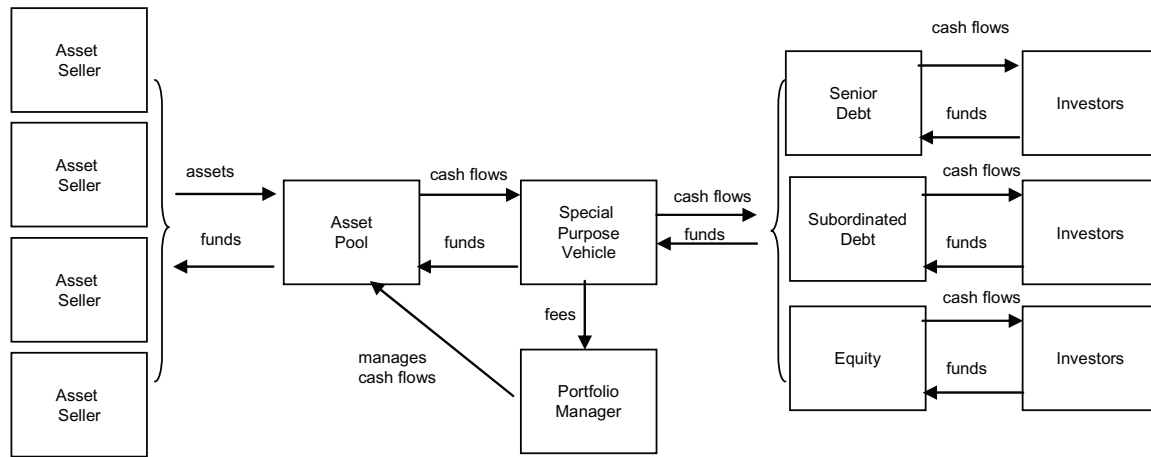 Asset
Seller
Asset
Seller
Asset
Seller
Asset
Seller
assets
funds
Asset
Pool
cash flows
funds
manages
cash flows
Special
Purpose
Vehicle
fees
Portfolio
Manager
cash flows
funds
Senior
Debt
cash flows
funds
Investors
Subordinated
Debt
cash flows
funds
Investors
Equity
cash flows
funds
Investors